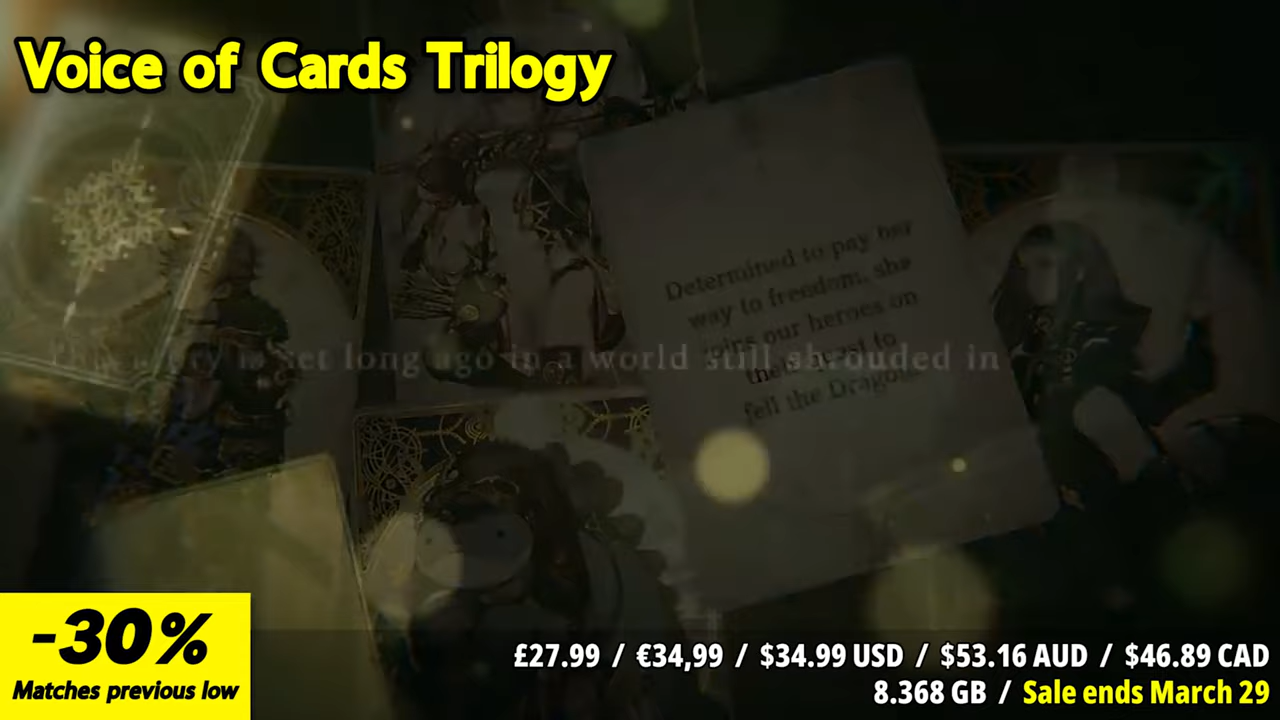 Voice of Cards Trilogy
Determined to pay her
way to freedom, she
joins our heroes on
their quest to
fell the Dragon
set long ago in a world still shrouded in
-30%
Matches previous low
£27.99 / €34,99 / $34.99 USD / $53.16 AUD / $46.89 CAD
8.368 GB / Sale ends March 29